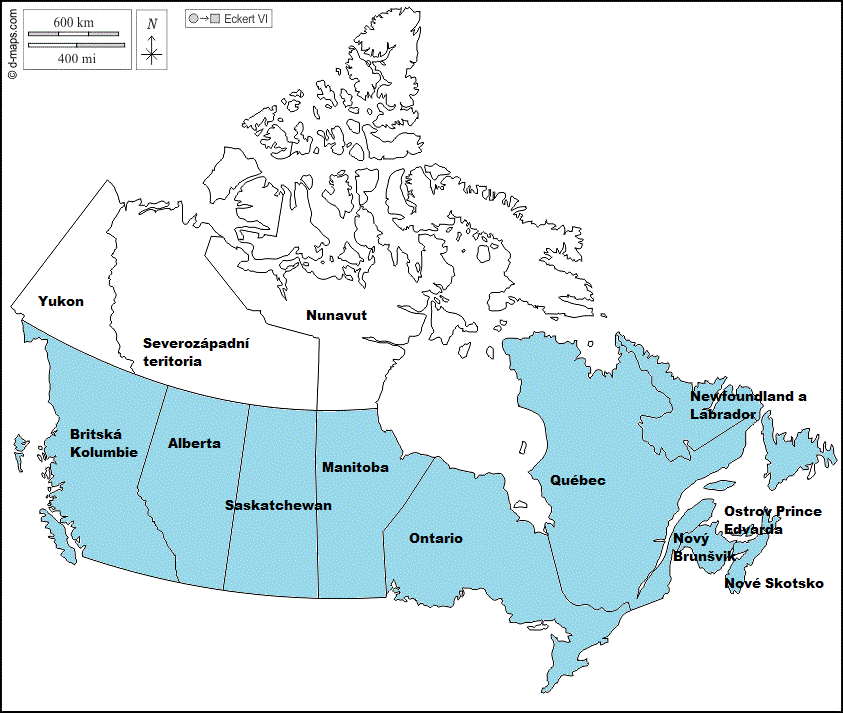 © d-maps.com
600 km
400 mi
N
Eckert VI
Yukon
Severozápadní
teritoria
Nunavut
Britská
Kolumbie
Alberta
Saskatchewan
Manitoba
Ontario
Québec
Newfoundland a
Labrador
Ostrov Prince
Edvarda
Nový
Brunšvik
Nové Skotsko